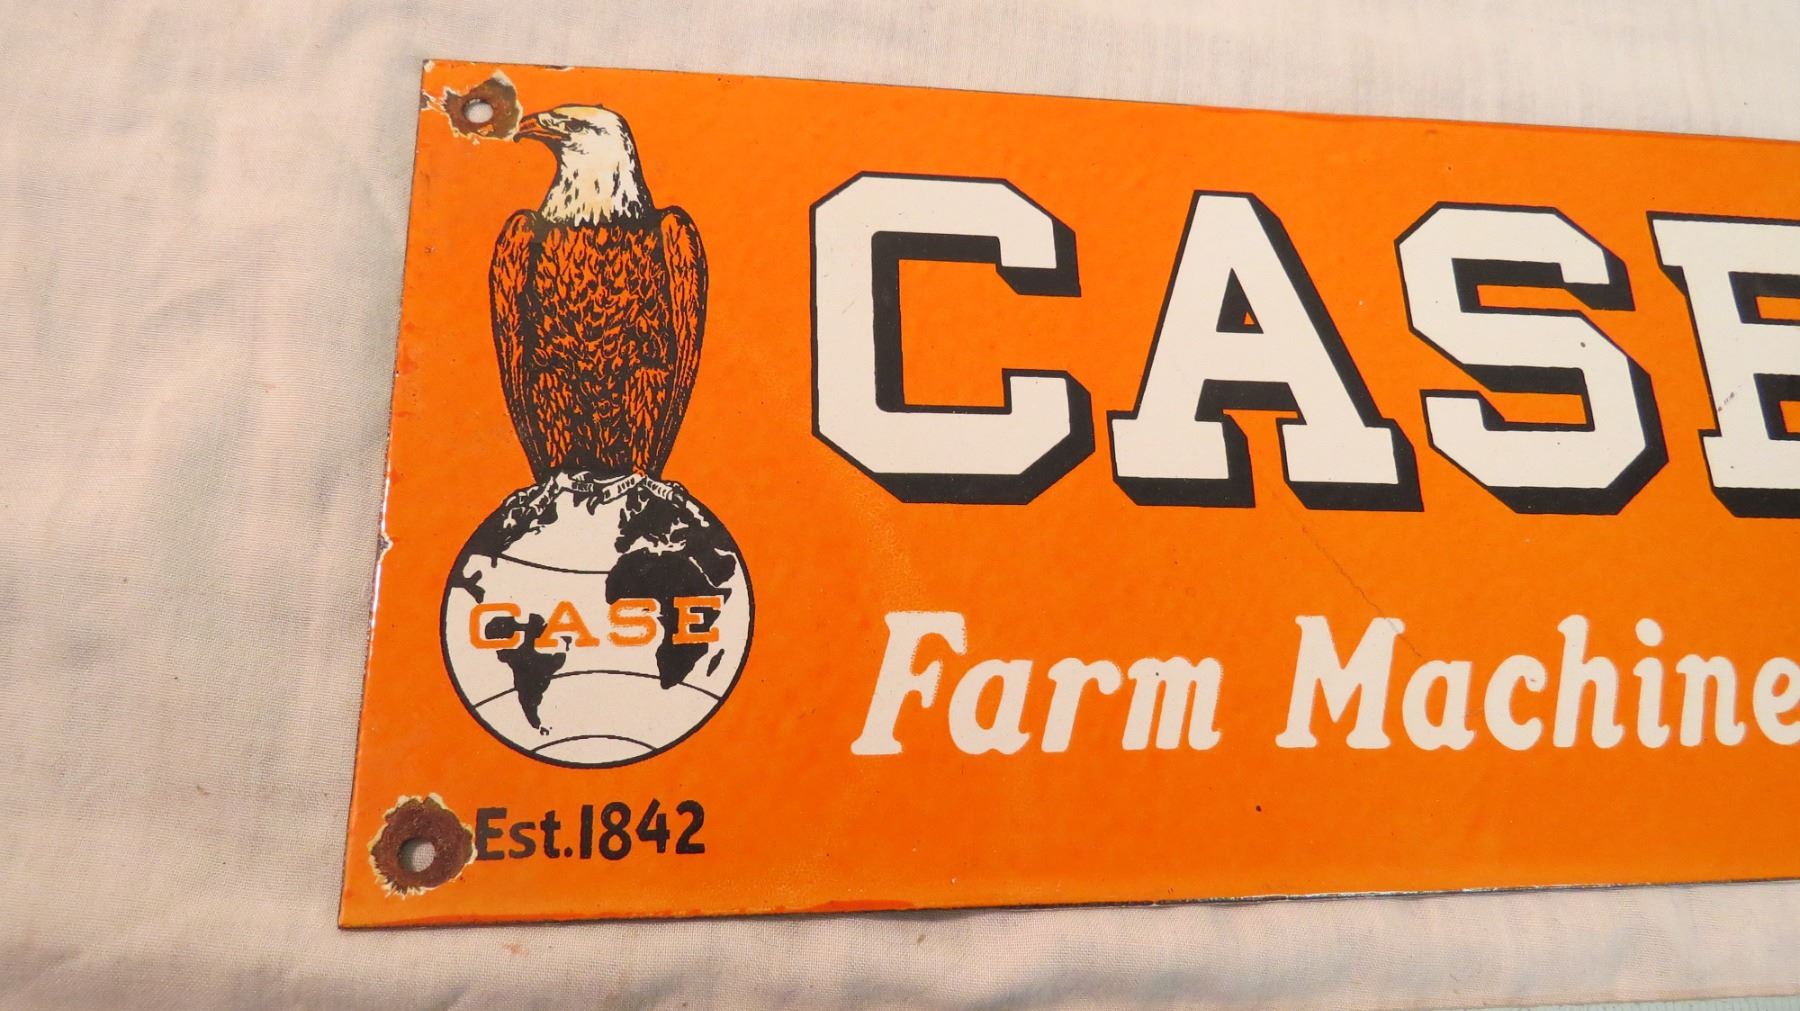 CASE
CASE
Farm Machine
Est.1842